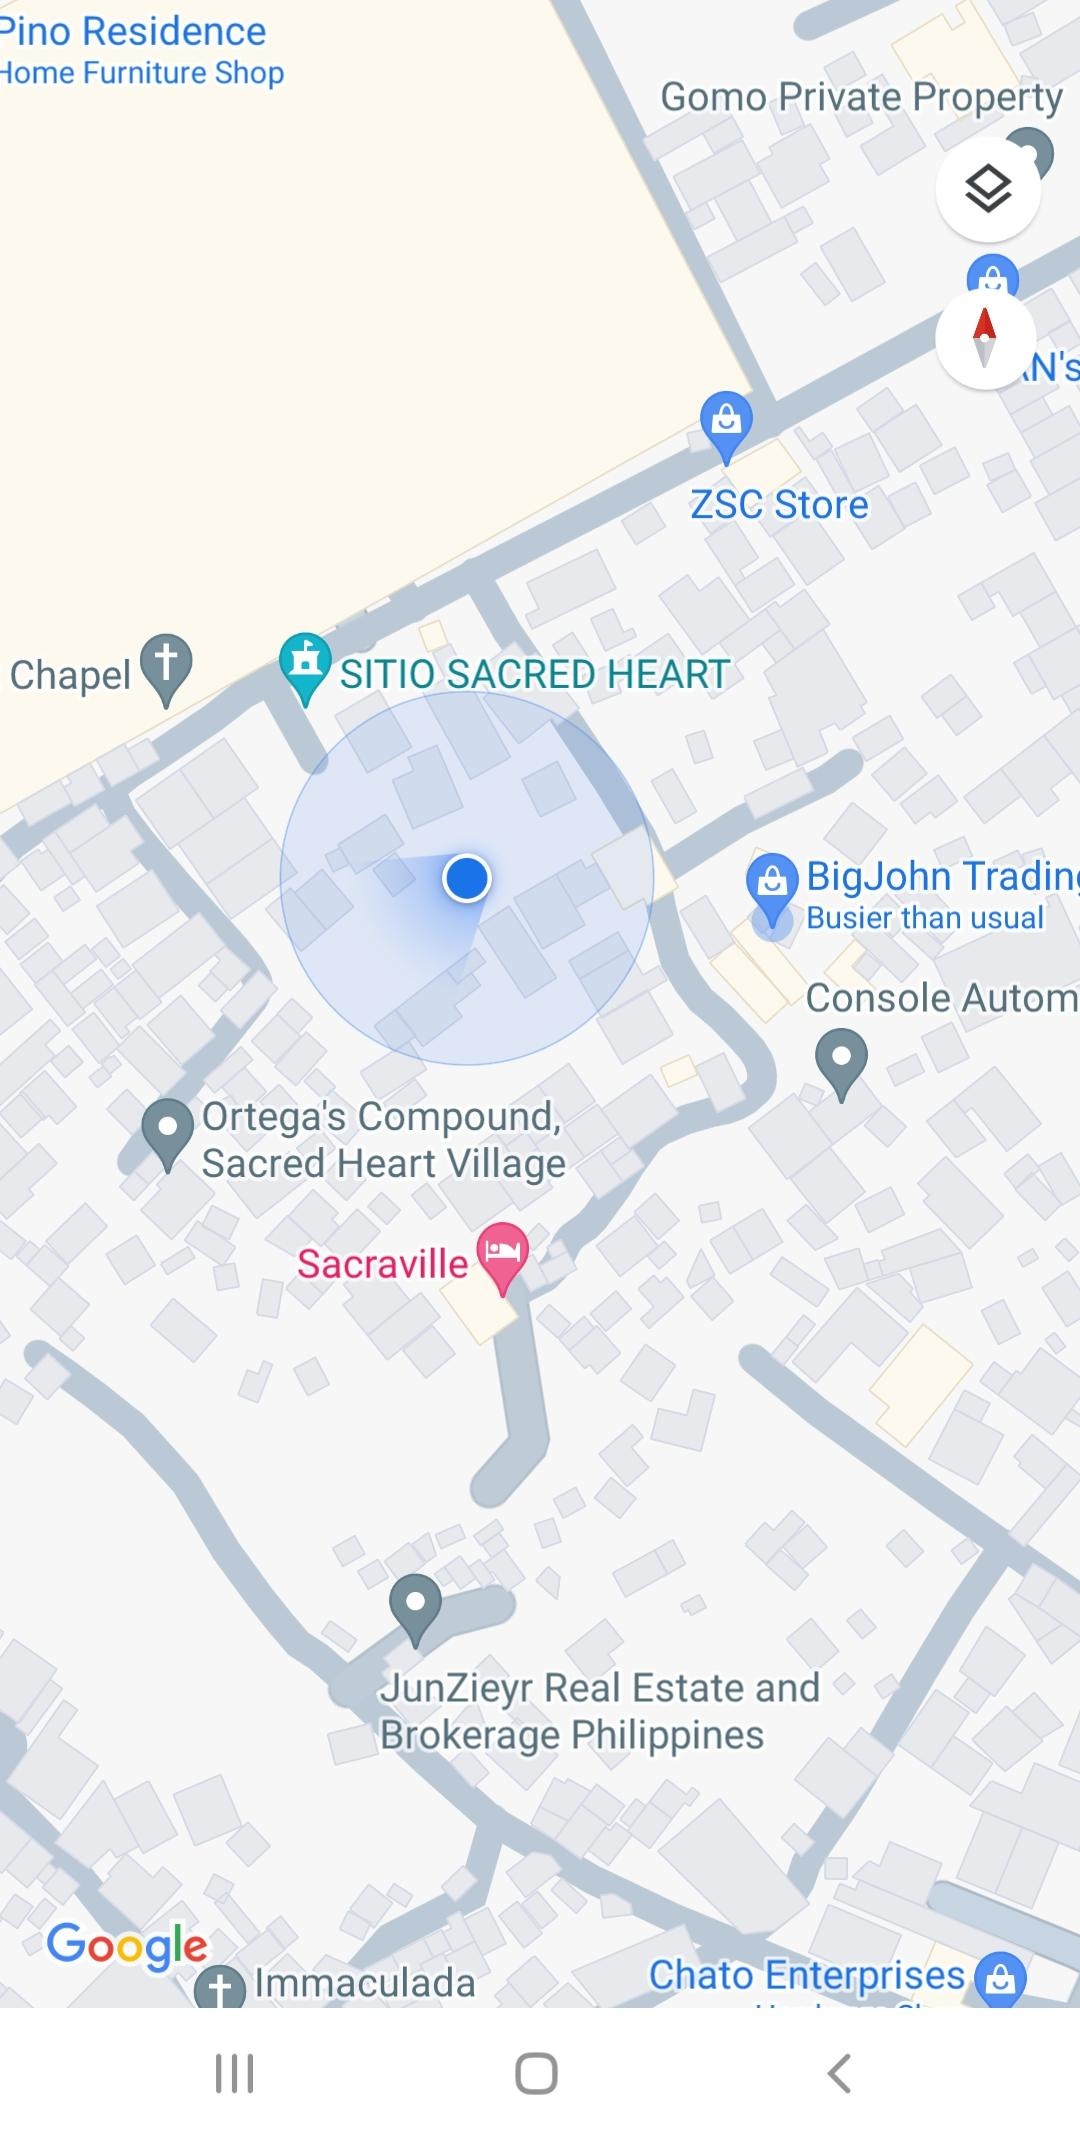 Pino Residence
Home Furniture Shop
Gomo Private Property
N's
ZSC Store
Chapel
SITIO SACRED HEART
BigJohn Trading
Busier than usual
Console Autom
Ortega's Compound,
Sacred Heart Village
Sacraville
JunZieyr Real Estate and
Brokerage Philippines
Google
Immaculada
Chato Enterprises